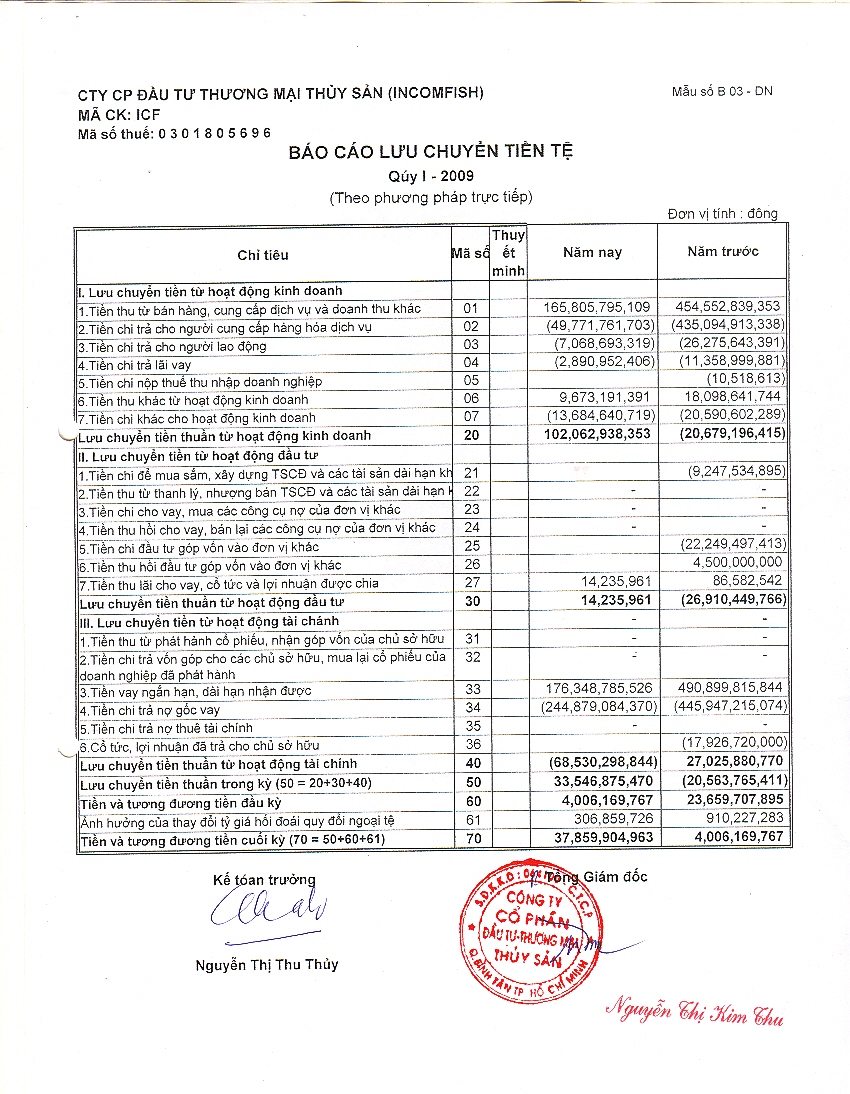 CTY CP ĐẦU TƯ THƯƠNG MẠI THỦY SẢN (INCOMFISH)
Mẫu số B 03 - DN
MÃ CK: ICF
Mã số thuế: 0 3 0 1 8 0 5 6 9 6
BÁO CÁO LƯU CHUYỂN TIỀN TỆ
Qúy I - 2009
(Theo phương pháp trực tiếp)
Đơn vị tính : đông
Chỉ tiêu Mã số Thuyết minh Năm nay Năm trước
I. Lưu chuyển tiền từ hoạt động kinh doanh
1.Tiền thu từ bán hàng, cung cấp dịch vụ và doanh thu khác 01 165,805,795,109 454,552,839,353
2.Tiền chi trả cho người cung cấp hàng hóa dịch vụ 02 (49,771,761,703) (435,094,913,338)
3.Tiền chi trả cho người lao động 03 (7,068,693,319) (26,275,643,391)
4.Tiền chi trả lãi vay 04 (2,890,952,406) (11,358,999,881)
5.Tiền chi nộp thuế thu nhập doanh nghiệp 05 (10,518,613)
6.Tiền thu khác từ hoạt động kinh doanh 06 9,673,191,391 18,098,641,744
7.Tiền chi khác cho hoạt động kinh doanh 07 (13,684,640,719) (20,590,602,289)
Lưu chuyển tiền thuần từ hoạt động kinh doanh 20 102,062,938,353 (20,679,196,415)
II. Lưu chuyển tiền từ hoạt động đầu tư
1.Tiền chi để mua sắm, xây dựng TSCĐ và các tài sản dài hạn kh 21 (9,247,534,895)
2.Tiền thu từ thanh lý, nhượng bán TSCĐ và các tài sản dài hạn k 22 - -
3.Tiền chi cho vay, mua các công cụ nợ của đơn vị khác 23 - -
4.Tiền thu hồi cho vay, bán lại các công cụ nợ của đơn vị khác 24 - -
5.Tiền chi đầu tư góp vốn vào đơn vị khác 25 (22,249,497,413)
6.Tiền thu hồi đầu tư góp vốn vào đơn vị khác 26 4,500,000,000
7.Tiền thu lãi cho vay, cổ tức và lợi nhuận được chia 27 14,235,961 86,582,542
Lưu chuyển tiền thuần từ hoạt động đầu tư 30 14,235,961 (26,910,449,766)
III. Lưu chuyển tiền từ hoạt động tài chánh - -
1.Tiền thu từ phát hành cổ phiếu, nhận góp vốn của chủ sở hữu 31 - -
2.Tiền chi trả vốn góp cho các chủ sở hữu, mua lại cổ phiếu của 32 - -
doanh nghiệp đã phát hành
3.Tiền vay ngắn hạn, dài hạn nhận được 33 176,348,785,526 490,899,815,844
4.Tiền chi trả nợ gốc vay 34 (244,879,084,370) (445,947,215,074)
5.Tiền chi trả nợ thuê tài chính 35 - -
6.Cổ tức, lợi nhuận đã trả cho chủ sở hữu 36 (17,926,720,000)
Lưu chuyển tiền thuần từ hoạt động tài chính 40 (68,530,298,844) 27,025,880,770
Lưu chuyển tiền thuần trong kỳ (50 = 20+30+40) 50 33,546,875,470 (20,563,765,411)
Tiền và tương đương tiền đầu kỳ 60 4,006,169,767 23,659,707,895
Ảnh hưởng của thay đổi tỷ giá hối đoái quy đổi ngoại tệ 61 306,859,726 910,227,283
Tiền và tương đương tiền cuối kỳ (70 = 50+60+61) 70 37,859,904,963 4,006,169,767
Kế tóan trưởng
Tổng Giám đốc
S.Đ.K.K.D: C.T.C.P
CÔNG TY
CỔ PHẦN
ĐẦU TƯ-THƯƠNG MẠI
THỦY SẢN
Q.BÌNH TÂN TP HỒ CHÍ MINH
Nguyễn Thị Thu Thủy
Nguyễn Thị Kim Thu